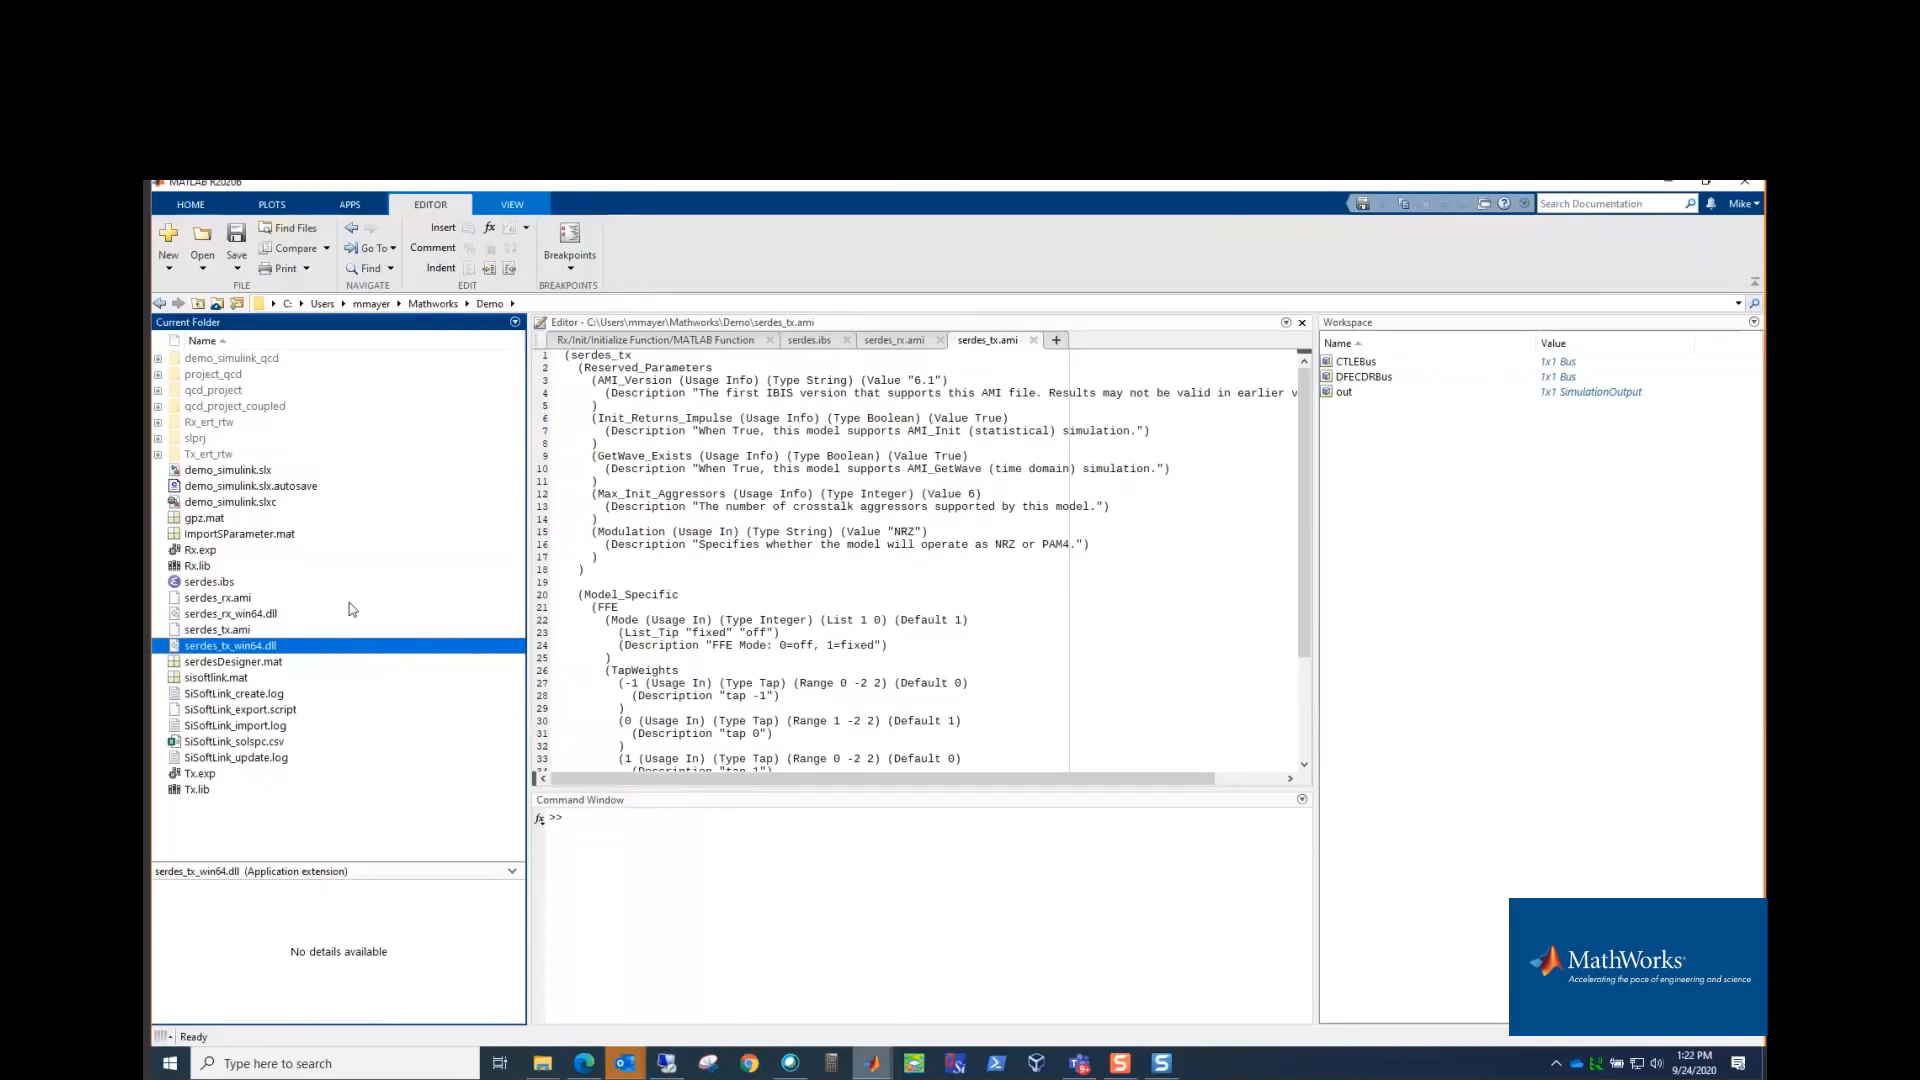 MATLAB R2020b
HOME
PLOTS
APPS
EDITOR
VIEW
Search Documentation
Mike
New
Open
Save
Find Files
Compare
Print
FILE
Go To
Find
NAVIGATE
Insert
fx
Comment
Indent
EDIT
Breakpoints
BREAKPOINTS
C: Users mmayer Mathworks Demo
Current Folder
Name
demo_simulink_qcd
project_qcd
qcd_project
qcd_project_coupled
Rx_ert_rtw
slprj
Tx_ert_rtw
demo_simulink.slx
demo_simulink.slx.autosave
demo_simulink.slxc
gpz.mat
ImportSParameter.mat
Rx.exp
Rx.lib
serdes.ibs
serdes_rx.ami
serdes_rx_win64.dll
serdes_tx.ami
serdes_tx_win64.dll
serdesDesigner.mat
sisoftlink.mat
SiSoftLink_create.log
SiSoftLink_export.script
SiSoftLink_import.log
SiSoftLink_solspc.csv
SiSoftLink_update.log
Tx.exp
Tx.lib
serdes_tx_win64.dll (Application extension)
No details available
Editor - C:\Users\mmayer\Mathworks\Demo\serdes_tx.ami
Rx/Init/Initialize Function/MATLAB Function
serdes.ibs
serdes_rx.ami
serdes_tx.ami
1 (serdes_tx
2 (Reserved_Parameters
3 (AMI_Version (Usage Info) (Type String) (Value "6.1")
4 (Description "The first IBIS version that supports this AMI file. Results may not be valid in earlier v
5 )
6 (Init_Returns_Impulse (Usage Info) (Type Boolean) (Value True)
7 (Description "When True, this model supports AMI_Init (statistical) simulation.")
8 )
9 (GetWave_Exists (Usage Info) (Type Boolean) (Value True)
10 (Description "When True, this model supports AMI_GetWave (time domain) simulation.")
11 )
12 (Max_Init_Aggressors (Usage Info) (Type Integer) (Value 6)
13 (Description "The number of crosstalk aggressors supported by this model.")
14 )
15 (Modulation (Usage In) (Type String) (Value "NRZ")
16 (Description "Specifies whether the model will operate as NRZ or PAM4.")
17 )
18 )
19
20 (Model_Specific
21 (FFE
22 (Mode (Usage In) (Type Integer) (List 1 0) (Default 1)
23 (List_Tip "fixed" "off")
24 (Description "FFE Mode: 0=off, 1=fixed")
25 )
26 (TapWeights
27 (-1 (Usage In) (Type Tap) (Range 0 -2 2) (Default 0)
28 (Description "tap -1")
29 )
30 (0 (Usage In) (Type Tap) (Range 1 -2 2) (Default 1)
31 (Description "tap 0")
32 )
33 (1 (Usage In) (Type Tap) (Range 0 -2 2) (Default 0)
34 (Description "tap 1")
Command Window
fx >>
Workspace
Name
Value
CTLEBus 1x1 Bus
DFECDRBus 1x1 Bus
out 1x1 SimulationOutput
MathWorks
Accelerating the pace of engineering and science
Ready
Type here to search
1:22 PM
9/24/2020